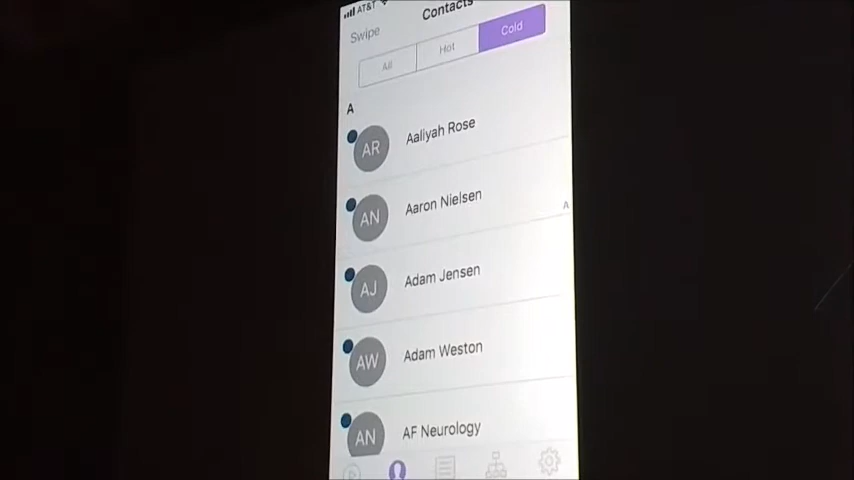 AT&T
Contacts
Swipe
All
Hot
Cold
A
AR
Aaliyah Rose
AN
Aaron Nielsen
A
AJ
Adam Jensen
AW
Adam Weston
AN
AF Neurology